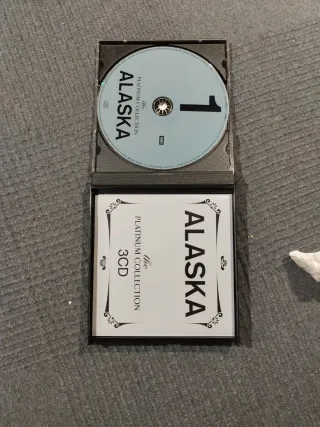 1
the
PLATINUM COLLECTION
ALASKA
ALASKA
the
PLATINUM COLLECTION
3CD